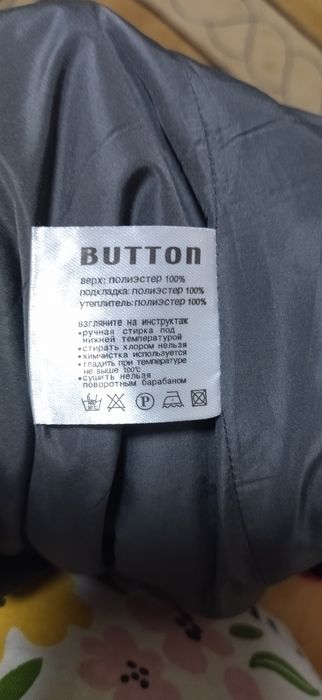 BUTTON
верх: полиэстер 100%
подкладка: полиэстер 100%
утеплитель: полиэстер 100%
взгляните на инструктаж
•ручная стирка под
нижней температурой
•стирать хлором нельзя
•химчистка используется
•гладить при температуре
не выше 100℃
•сушить нельзя
поворотным барабаном
P